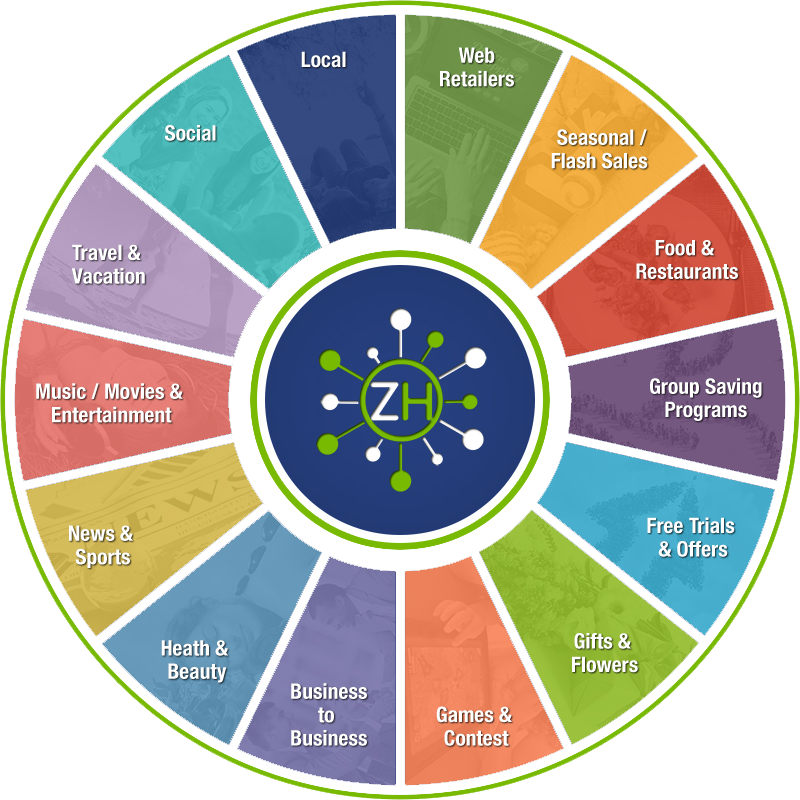 Local
Web
Retailers
Seasonal /
Flash Sales
Food &
Restaurants
Group Saving
Programs
Free Trials
& Offers
Gifts &
Flowers
Games &
Contest
Business
to
Business
Heath &
Beauty
News &
Sports
NEWS
Music / Movies &
Entertainment
Travel &
Vacation
Social
ZH